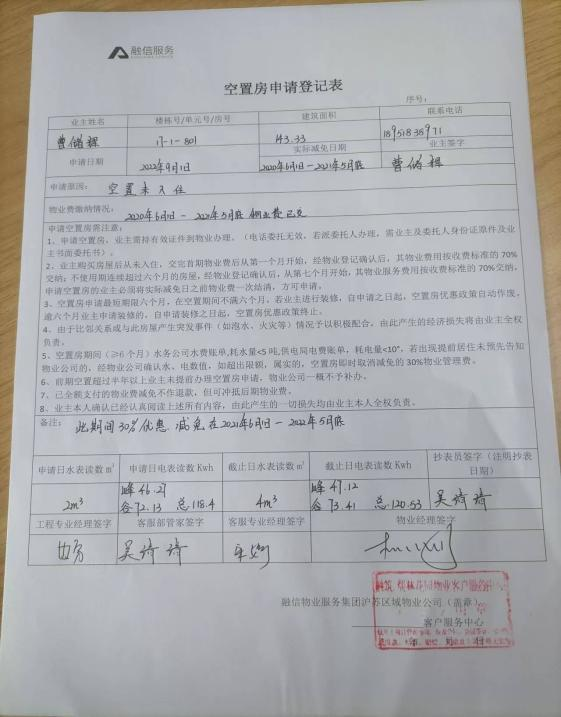 融信服务
空置房申请登记表
序号:
业主姓名 楼栋号/单元号/房号 建筑面积 联系电话
17-1-801 143.33 18951838971
申请日期 2022年9月1日 实际减免日期 业主签字
2020年6月1日-2021年5月底
申请原因: 空置未入住
物业费缴纳情况: 2020年6月1日-2021年5月底 物业费已交
申请空置房需注意:
1、申请空置房,业主需持有效证件到物业办理。(电话委托无效,若派委托人办理,需业主及委托人身份证原件及业
主书面委托书)。
2、业主购买房屋后从未入住,交完首期物业费后从第一个月开始,经物业登记确认后,其物业费用按收费标准的 70%
交纳;不使用期连续超过六个月的房屋,经物业登记确认后,从第七个月开始,其物业服务费用按收费标准的 70%交纳,
申请空置房的业主必须将实际减免日之前物业费一次结清,方可申请。
3、空置房申请最短期限六个月,在空置期间不满六个月,若业主进行装修,自申请之日起,空置房优惠政策自动作废,
逾六个月业主申请装修的,自申请装修之日起,空置房优惠政策终止。
4、由于比邻关系或与此房屋产生突发事件(如泡水、火灾等)情况予以积极配合,由此产生的经济损失将由业主全权
负责。
5、空置房期间(≥6 个月)水务公司水费账单,耗水量<5 吨,供电局电费账单,耗电量<10°,若出现提前居住未预先告知
物业公司的,经物业公司确认水、电数值,如超出限额,属实的,空置房即时取消减免的 30%物业管理费。
6、前期空置超过半年以上业主未提前办理空置房申请,物业公司一概不予补办。
7、已全额支付的物业费减免不作退款,但可冲抵后期物业费。
8、业主本人确认已经认真阅读上述所有内容,由此产生的一切损失均由业主本人全权负责。
备注: 此期间30%优惠 减免在2021年6月1日-2022年5月底
申请日水表读数 m³ 申请日电表读数 Kwh 截止日水表读数 m³ 截止日电表读数 Kwh 抄表员签字(注明抄表
日期)
2m³ 峰46.27 谷72.13 总118.4 4m³ 峰47.12 谷73.41 总120.53 吴琦琦
工程专业经理签字 客服部管家签字 客服专业经理签字 物业经理签字
吴琦琦
融信物业服务集团沪苏区域物业公司(盖章)
客户服务中心